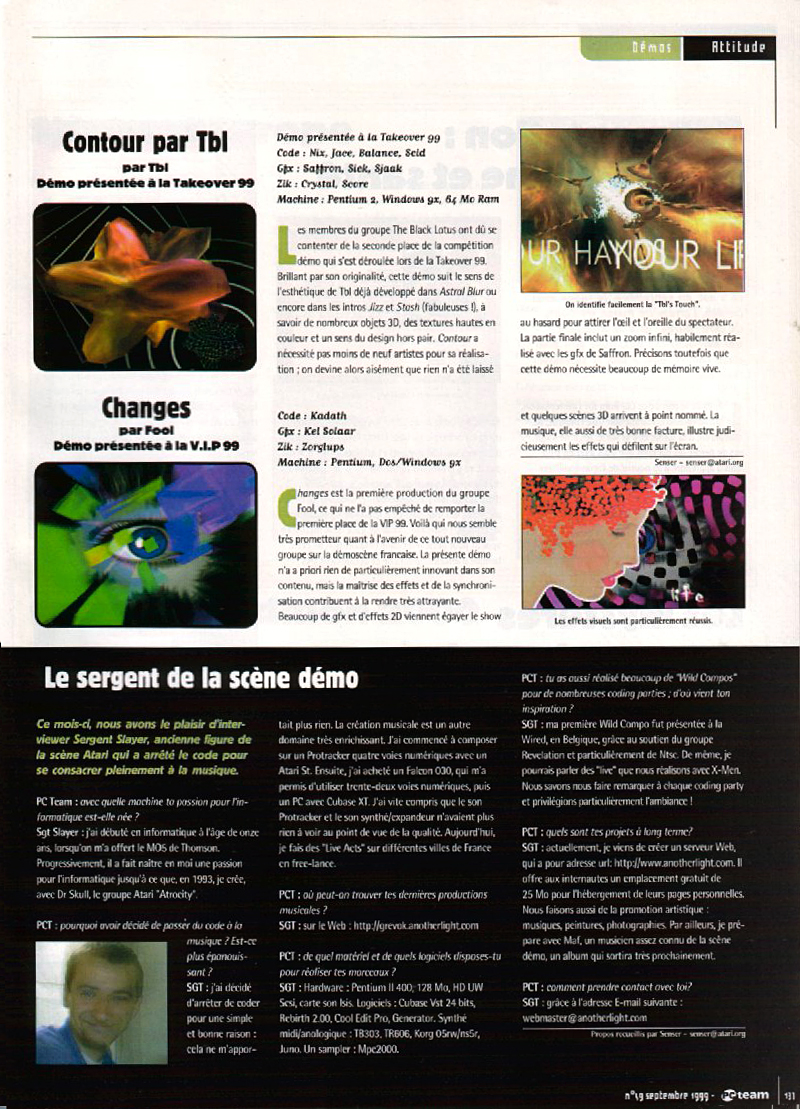 Démos Attitude
Contour par Tbl
par Tbl
Démo présentée à la Takeover 99
Démo présentée à la Takeover 99
Code : Nix, Jace, Balance, Seid
Gfx : Saffron, Sick, Sjaak
Zik : Crystal, Score
Machine : Pentium 2, Windows 9x, 64 Mo Ram
Les membres du groupe The Black Lotus ont dû se
contenter de la seconde place de la compétition
démo qui s'est déroulée lors de la Takeover 99.
Brillant par son originalité, cette démo suit le sens de
l'esthétique de Tbl déjà développé dans Astral Blur ou
encore dans les intros Jizz et Stash (fabuleuses !), à
savoir de nombreux objets 3D, des textures hautes en
couleur et un sens du design hors pair. Contour a
nécessité pas moins de neuf artistes pour sa réalisa-
tion ; on devine alors aisément que rien n'a été laissé
OUR HANDS YOUR LIF
On identifie facilement la "Tbl's Touch".
au hasard pour attirer l'œil et l'oreille du spectateur.
La partie finale inclut un zoom infini, habilement réa-
lisé avec les gfx de Saffron. Précisons toutefois que
cette démo nécessite beaucoup de mémoire vive.
Changes
par Fool
Démo présentée à la V.I.P 99
Code : Kadath
Gfx : Kel Solaar
Zik : Zorglups
Machine : Pentium, Dos/Windows 9x
Changes est la première production du groupe
Fool, ce qui ne l'a pas empêché de remporter la
première place de la VIP 99. Voilà qui nous semble
très prometteur quant à l'avenir de ce tout nouveau
groupe sur la démoscène francaise. La présente démo
n'a a priori rien de particulièrement innovant dans son
contenu, mais la maîtrise des effets et de la synchroni-
sation contribuent à la rendre très attrayante.
Beaucoup de gfx et d'effets 2D viennent égayer le show
et quelques scènes 3D arrivent à point nommé. La
musique, elle aussi de très bonne facture, illustre judi-
cieusement les effets qui défilent sur l'écran.
Senser – senser@atari.org
Les effets visuels sont particulièrement réussis.
Le sergent de la scène démo
Ce mois-ci, nous avons le plaisir d'inter-
viewer Sergent Slayer, ancienne figure de
la scène Atari qui a arrêté le code pour
se consacrer pleinement à la musique.
PC Team : avec quelle machine ta passion pour l'in-
formatique est-elle née ?
Sgt Slayer : j'ai débuté en informatique à l'âge de onze
ans, lorsqu'on m'a offert le MO5 de Thomson.
Progressivement, il a fait naître en moi une passion
pour l'informatique jusqu'à ce que, en 1993, je crée,
avec Dr Skull, le groupe Atari "Atrocity".
PCT : pourquoi avoir décidé de passer du code à la
musique ? Est-ce
plus épanouis-
sant ?
SGT : j'ai décidé
d'arrêter de coder
pour une simple
et bonne raison :
cela ne m'appor-
tait plus rien. La création musicale est un autre
domaine très enrichissant. J'ai commencé à composer
sur un Protracker quatre voies numériques avec un
Atari St. Ensuite, j'ai acheté un Falcon 030, qui m'a
permis d'utiliser trente-deux voies numériques, puis
un PC avec Cubase XT. J'ai vite compris que le son
Protracker et le son synthé/expandeur n'avaient plus
rien à voir au point de vue de la qualité. Aujourd'hui,
je fais des "Live Acts" sur différentes villes de France
en free-lance.
PCT : où peut-on trouver tes dernières productions
musicales ?
SGT : sur le Web : http://grevok.anotherlight.com
PCT : de quel matériel et de quels logiciels disposes-tu
pour réaliser tes morceaux ?
SGT : Hardware : Pentium II 400, 128 Mo, HD UW
Scsi, carte son Isis. Logiciels : Cubase Vst 24 bits,
Rebirth 2.00, Cool Edit Pro, Generator. Synthé
midi/anologique : TB303, TR606, Korg 05rw/ns5r,
Juno. Un sampler : Mpc2000.
PCT : tu as aussi réalisé beaucoup de "Wild Compos"
pour de nombreuses coding parties ; d'où vient ton
inspiration ?
SGT : ma première Wild Compo fut présentée à la
Wired, en Belgique, grâce au soutien du groupe
Revelation et particulièrement de Ntsc. De même, je
pourrais parler des "live" que nous réalisons avec X-Men.
Nous savons nous faire remarquer à chaque coding party
et privilégions particulièrement l'ambiance !
PCT : quels sont tes projets à long terme?
SGT : actuellement, je viens de créer un serveur Web,
qui a pour adresse url: http://www.anotherlight.com. Il
offre aux internautes un emplacement gratuit de
25 Mo pour l'hébergement de leurs pages personnelles.
Nous faisons aussi de la promotion artistique :
musiques, peintures, photographies. Par ailleurs, je pré-
pare avec Maf, un musicien assez connu de la scène
démo, un album qui sortira très prochainement.
PCT : comment prendre contact avec toi?
SGT : grâce à l'adresse E-mail suivante :
webmaster@anotherlight.com
Propos recueillis par Senser – senser@atari.org
n°49 septembre 1999 - PC team 131